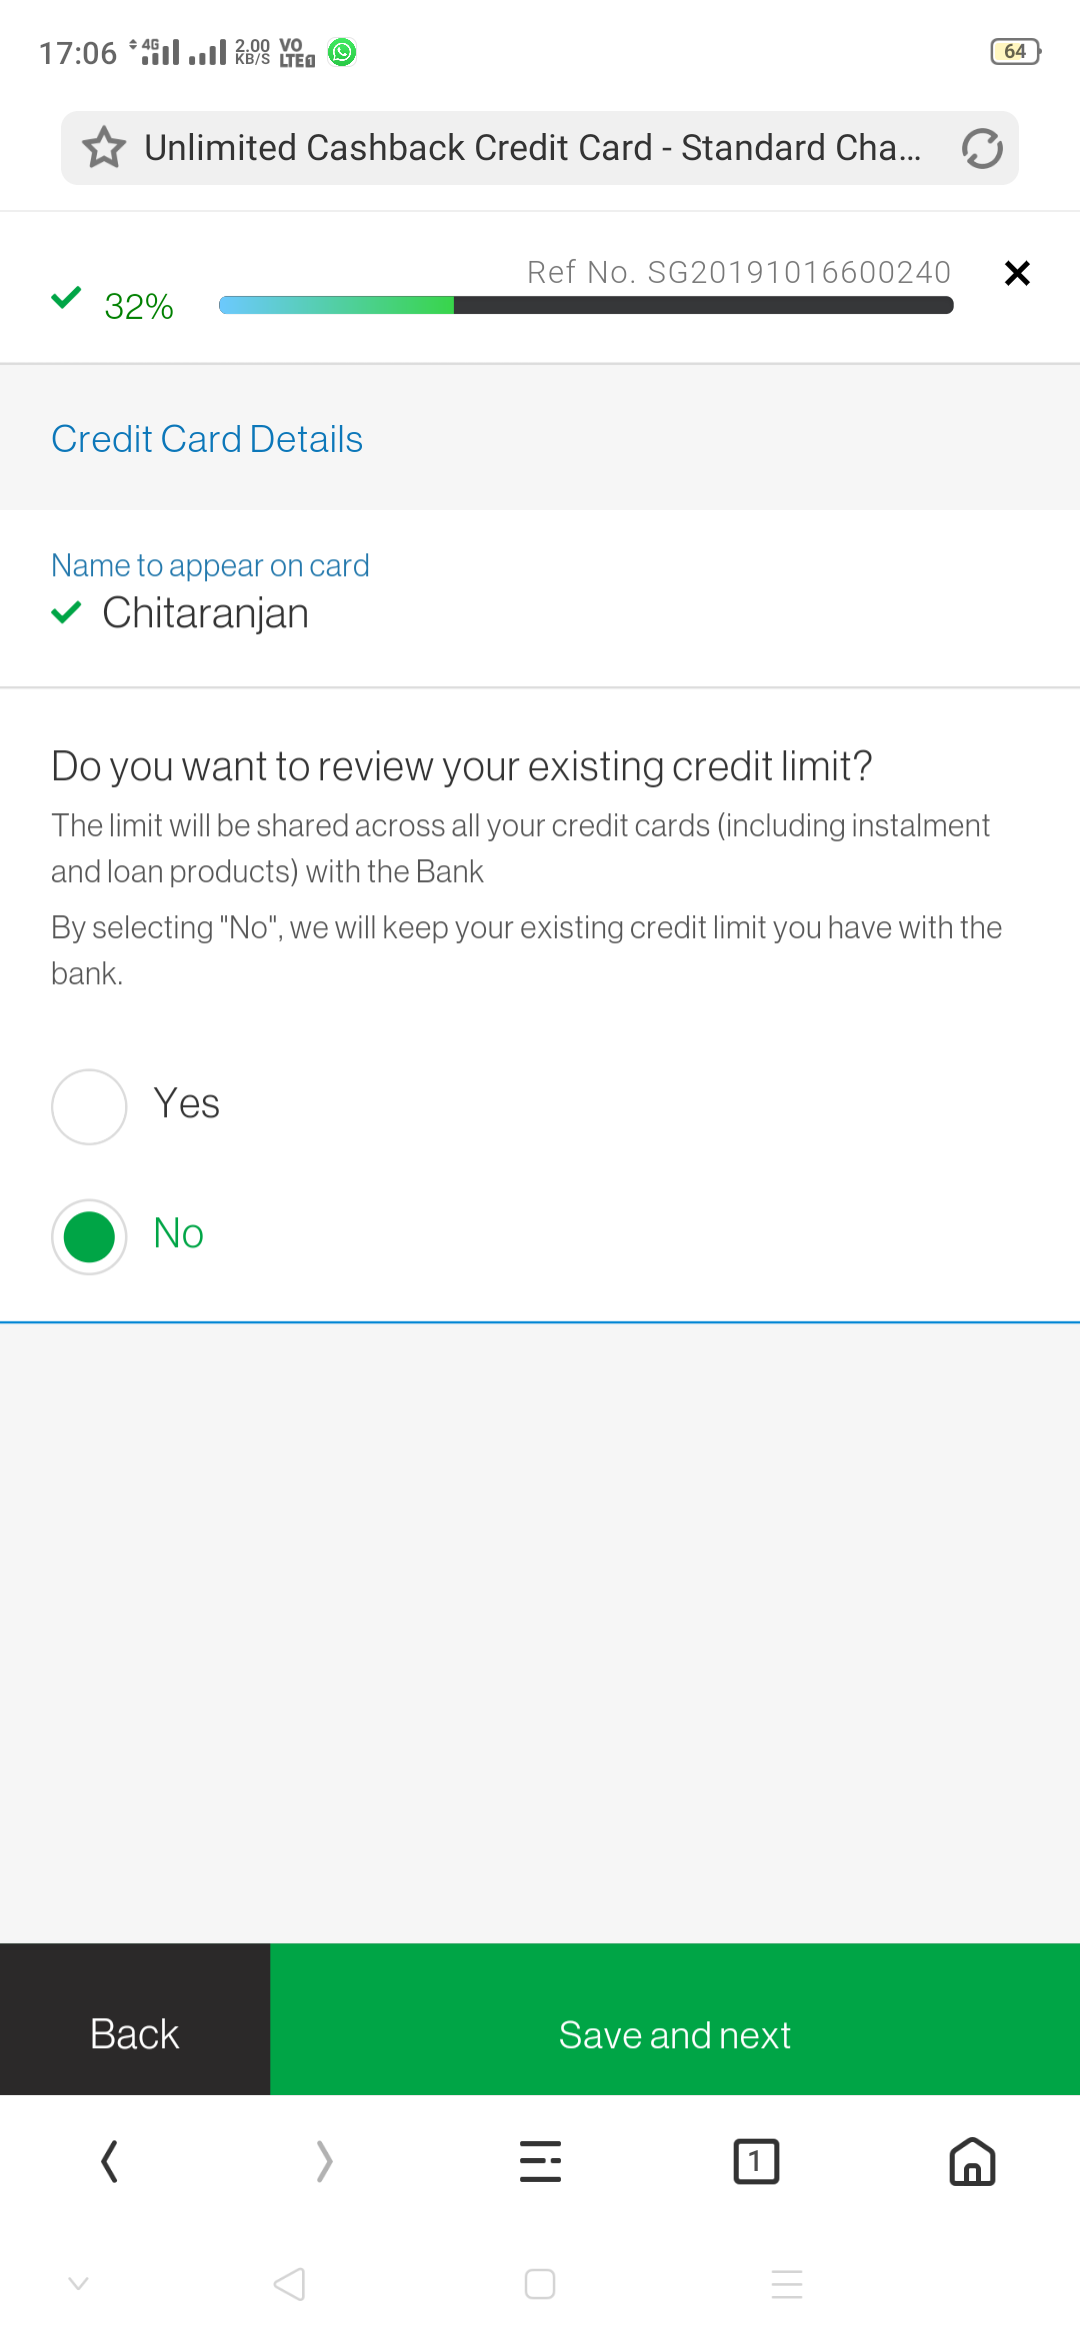 17:06 4G 2.00 KB/S VO LTE 64
Unlimited Cashback Credit Card - Standard Cha...
Ref No. SG20191016600240
32%
Credit Card Details
Name to appear on card
Chitaranjan
Do you want to review your existing credit limit?
The limit will be shared across all your credit cards (including instalment
and loan products) with the Bank
By selecting "No", we will keep your existing credit limit you have with the
bank.
Yes
No
Back Save and next
1